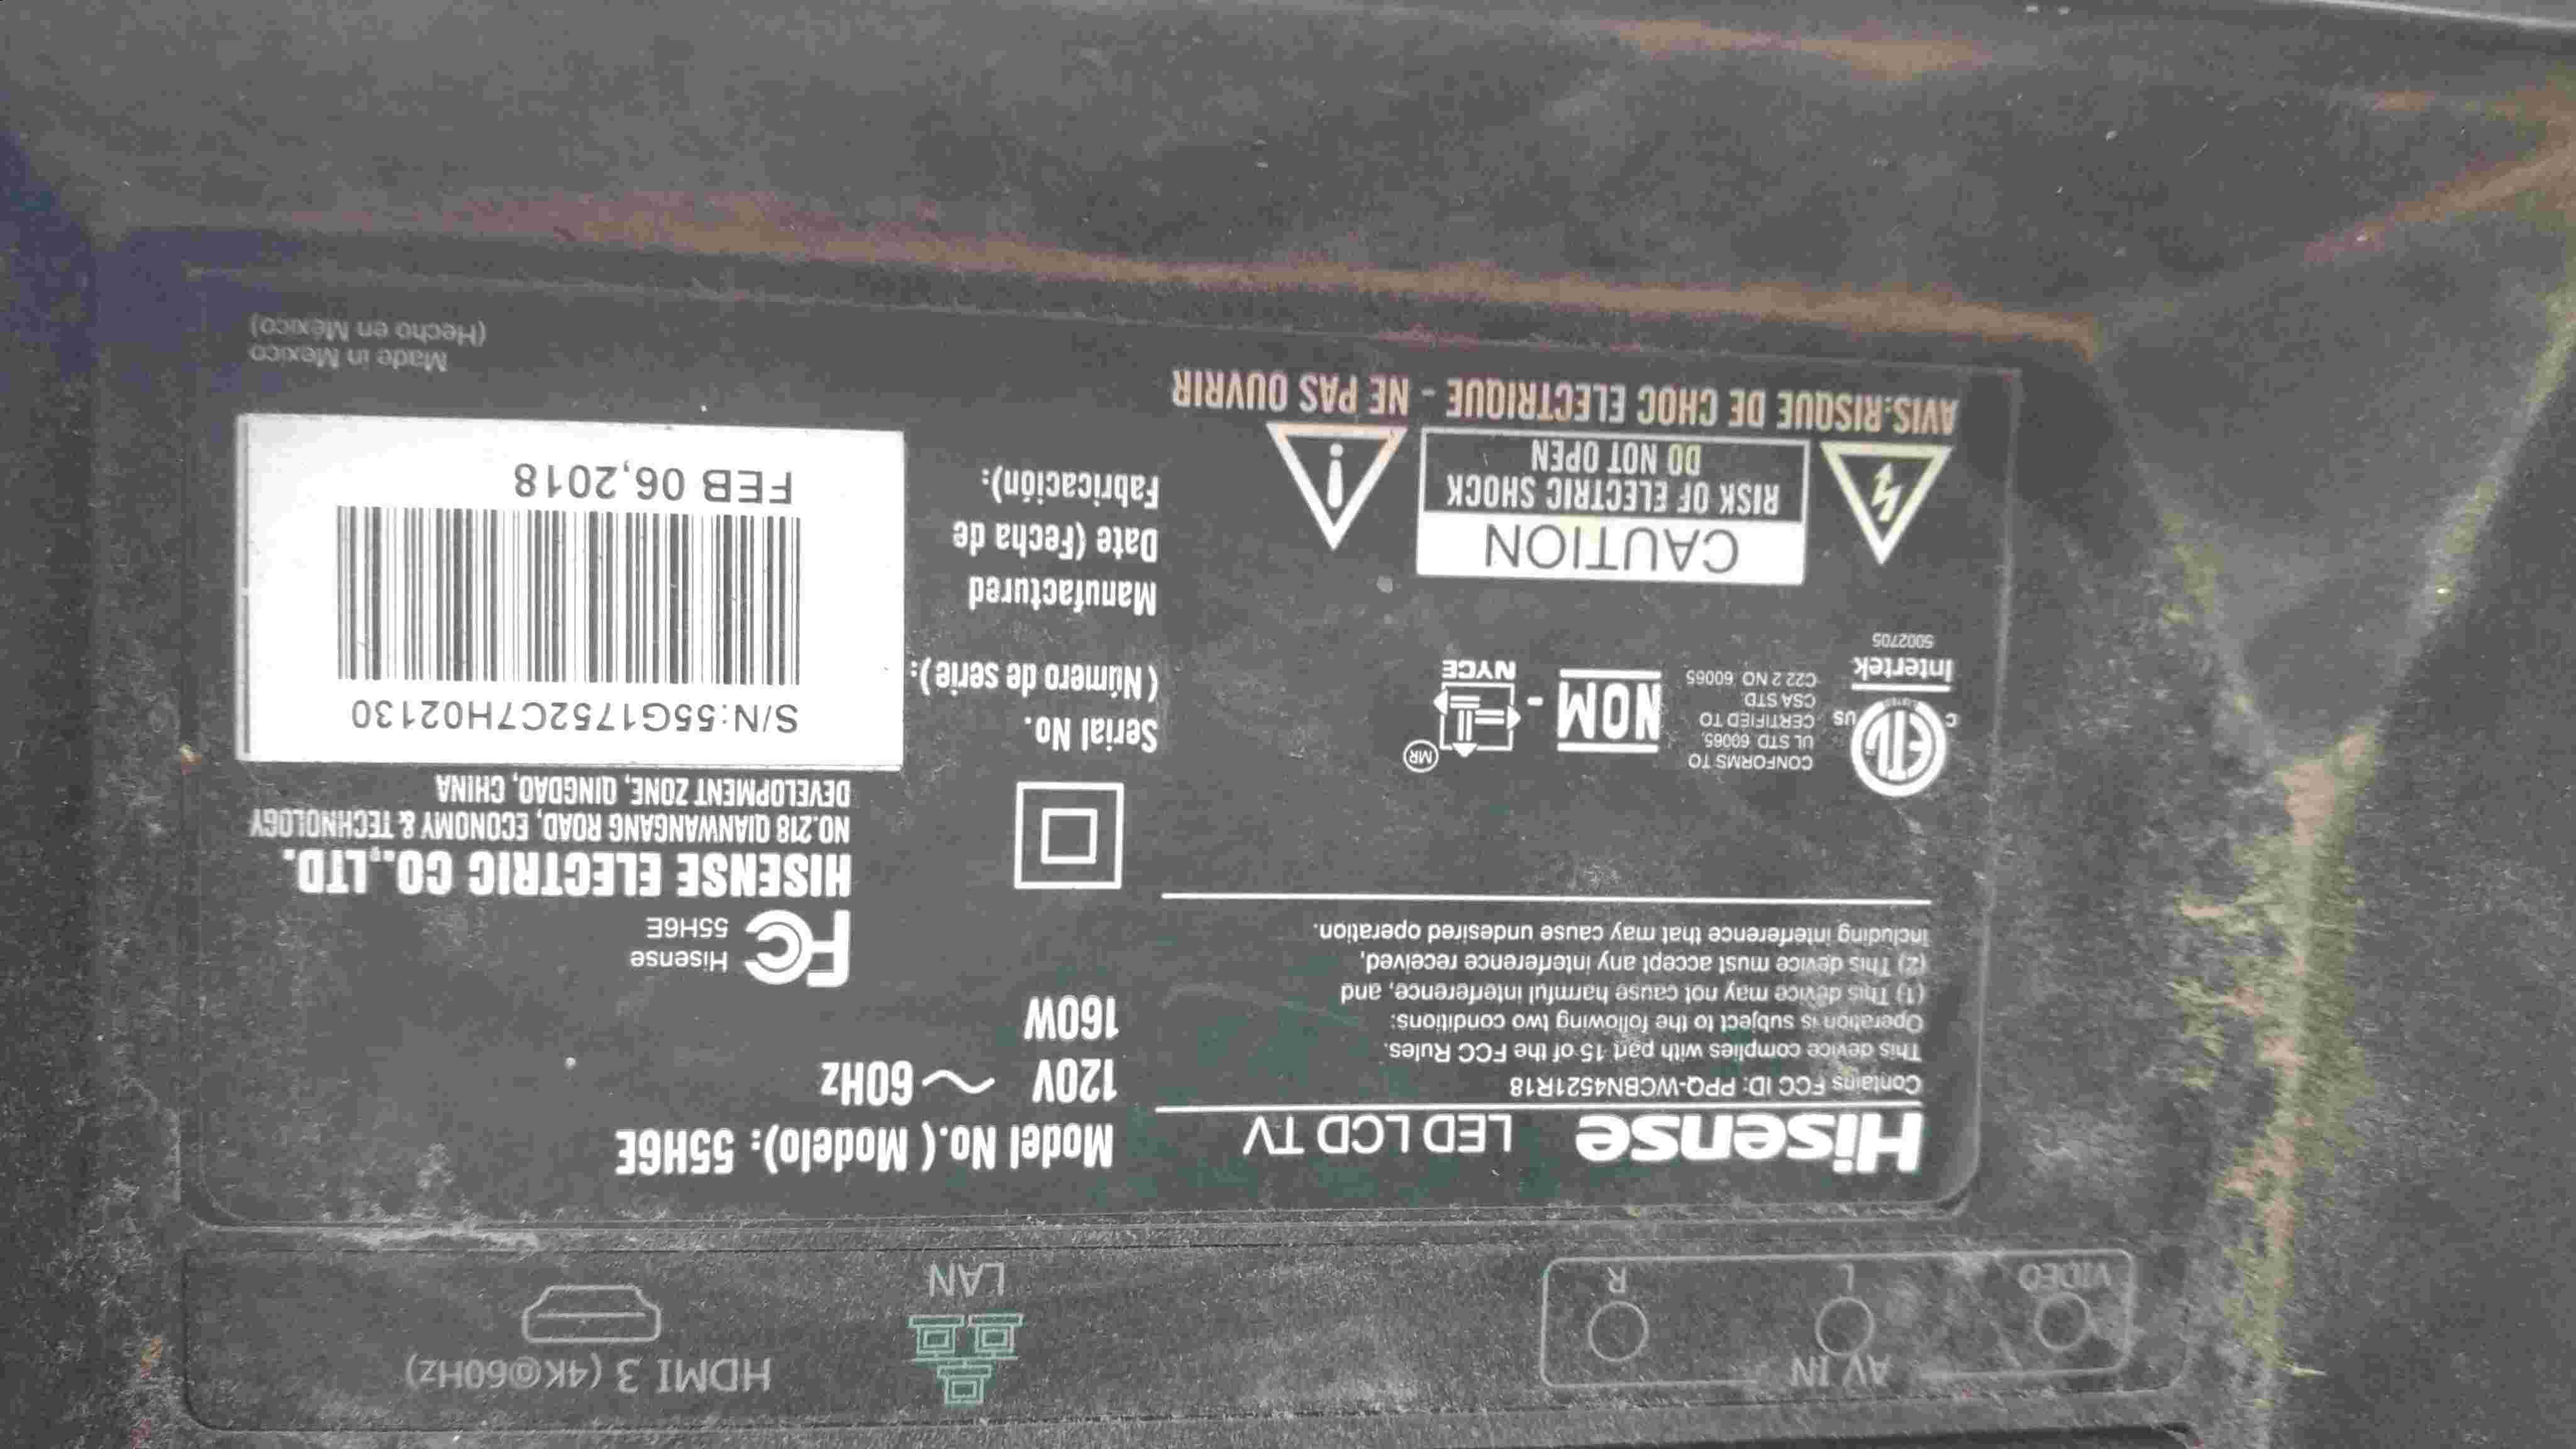 AV IN
VIDEO
L
R
LAN
HDMI 3 (4K@60Hz)
Hisense LED LCD TV
Contains FCC ID: PPQ-WCBN4521R18
This device complies with part 15 of the FCC Rules.
Operation is subject to the following two conditions:
(1) This device may not cause harmful interference, and
(2) This device must accept any interference received,
including interference that may cause undesired operation.
ETL
LISTED
C
US
Intertek
5002705
CONFORMS TO
UL STD. 60065,
CERTIFIED TO
CSA STD.
C22.2 NO. 60065
NOM -
NYCE
MR
CAUTION
RISK OF ELECTRIC SHOCK
DO NOT OPEN
AVIS:RISQUE DE CHOC ELECTRIQUE - NE PAS OUVRIR
Model No.( Modelo): 55H6E
120V ～ 60Hz
160W
FC
Hisense
55H6E
HISENSE ELECTRIC CO.,LTD.
NO.218 QIANWANGANG ROAD, ECONOMY & TECHNOLOGY
DEVELOPMENT ZONE, QINGDAO, CHINA
Serial No.
( Número de serie):
Manufactured
Date (Fecha de
Fabricación):
S/N:55G1752C7H02130
FEB 06,2018
Made in Mexico
(Hecho en México)